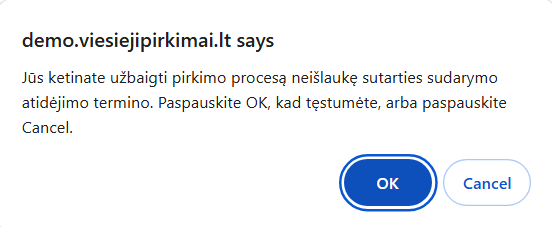 demo.viesiejipirkimai.lt says
Jūs ketinate užbaigti pirkimo procesą neišlaukę sutarties sudarymo
atidėjimo termino. Paspauskite OK, kad tęstumėte, arba paspauskite
Cancel.
OK
Cancel